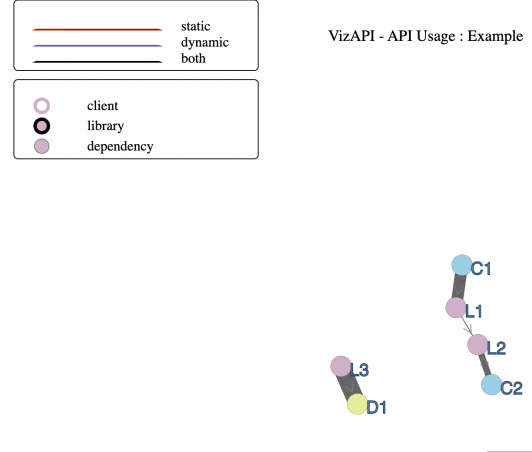 static
dynamic
both
VizAPI - API Usage : Example
client
library
dependency
C1
L1
L2
L3
C2
D1